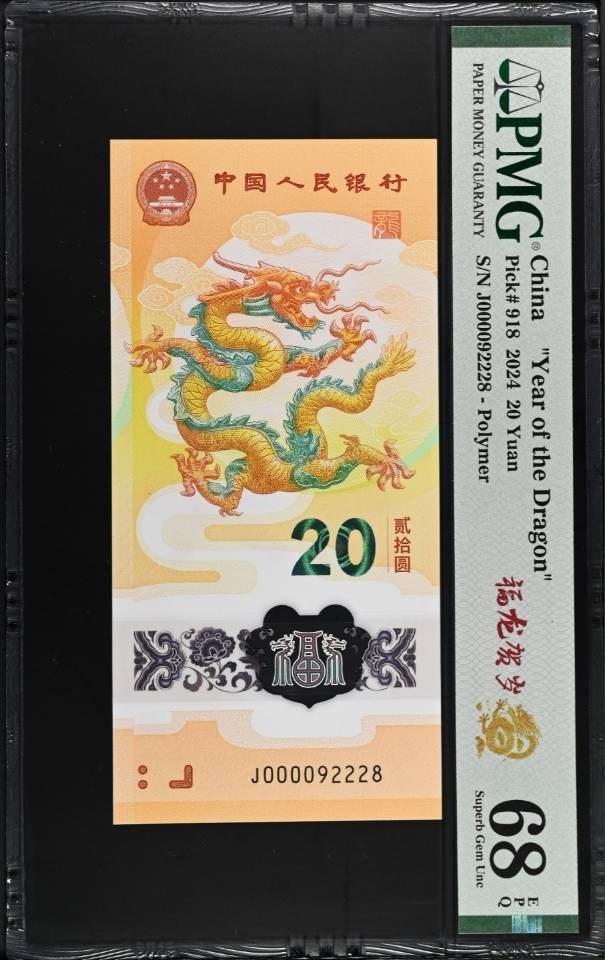 中国人民银行
龍
20
贰拾圆
J000092228
PMG®
PAPER MONEY GUARANTY
China "Year of the Dragon"
Pick# 918 2024 20 Yuan
S/N J000092228 - Polymer
福龙贺岁
68 EPQ
Superb Gem Unc